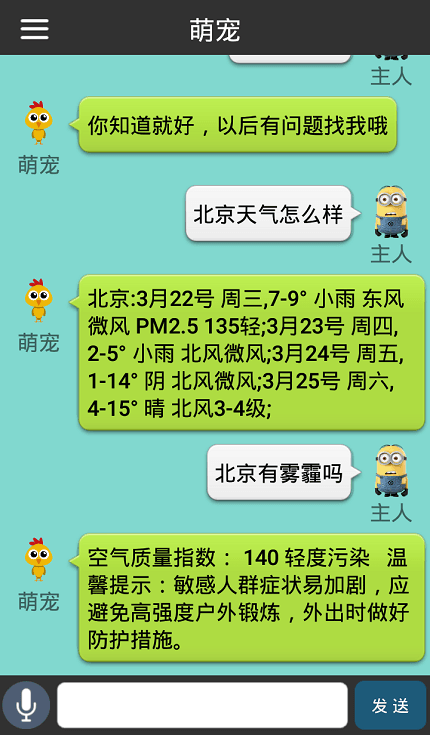 萌宠
主人
你知道就好，以后有问题找我哦
萌宠
北京天气怎么样
主人
北京:3月22号 周三,7-9° 小雨 东风
微风 PM2.5 135轻;3月23号 周四,
2-5° 小雨 北风微风;3月24号 周五,
1-14° 阴 北风微风;3月25号 周六,
4-15° 晴 北风3-4级;
萌宠
北京有雾霾吗
主人
空气质量指数： 140 轻度污染 温
馨提示：敏感人群症状易加剧，应
避免高强度户外锻炼，外出时做好
防护措施。
萌宠
发 送